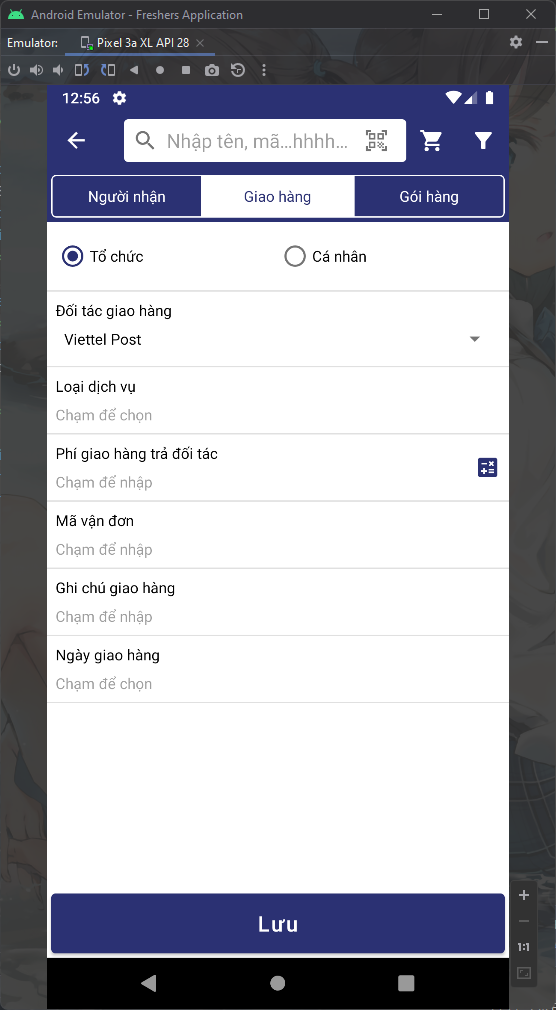 Android Emulator - Freshers Application
Emulator: Pixel 3a XL API 28
12:56
Nhập tên, mã...hhhh...
Người nhận Giao hàng Gói hàng
Tổ chức Cá nhân
Đối tác giao hàng
Viettel Post
Loại dịch vụ
Chạm để chọn
Phí giao hàng trả đối tác
Chạm để nhập
Mã vận đơn
Chạm để nhập
Ghi chú giao hàng
Chạm để nhập
Ngày giao hàng
Chạm để chọn
Lưu
1:1